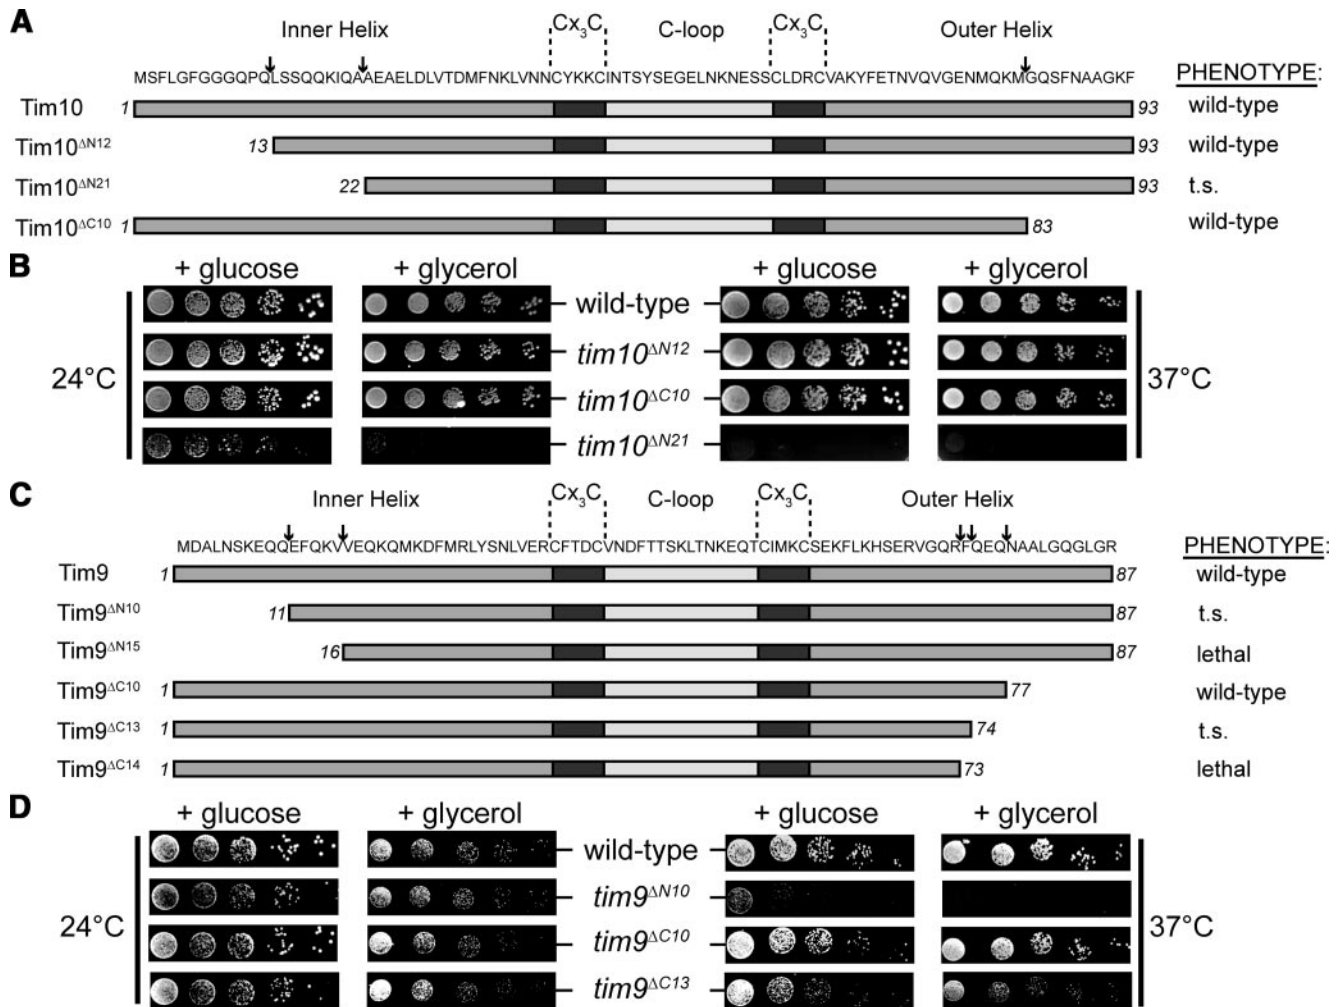 A
Inner Helix
Cx3C
C-loop
Cx3C
Outer Helix
MSFLGFGGGQPQLSSQQKIQAAEAELDLVTDMFNKLVNNCYKKCINTSYSEGELNKNESSCLDRCVAKYFETNVQVGENMQKMGQSFNAAGKF
PHENOTYPE:
Tim10 1 93 wild-type
Tim10ΔN12 13 93 wild-type
Tim10ΔN21 22 93 t.s.
Tim10ΔC10 1 83 wild-type
B
+ glucose + glycerol + glucose + glycerol
24°C
wild-type
tim10ΔN12
tim10ΔC10
tim10ΔN21
37°C
C
Inner Helix
Cx3C
C-loop
Cx3C
Outer Helix
MDALNSKEQQEFQKVVEQKQMKDFMRLYSNLVERCFTDCVNDFTTSKLTNKEQTCIMKCSEKFLKHSERVGQRFQEQNAALGQGLGR
PHENOTYPE:
Tim9 1 87 wild-type
Tim9ΔN10 11 87 t.s.
Tim9ΔN15 16 87 lethal
Tim9ΔC10 1 77 wild-type
Tim9ΔC13 1 74 t.s.
Tim9ΔC14 1 73 lethal
D
+ glucose + glycerol + glucose + glycerol
24°C
wild-type
tim9ΔN10
tim9ΔC10
tim9ΔC13
37°C